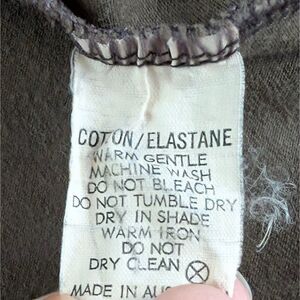 COTTON/ELASTANE
WARM GENTLE
MACHINE WASH
DO NOT BLEACH
DO NOT TUMBLE DRY
DRY IN SHADE
WARM IRON
DO NOT
DRY CLEAN
MADE IN